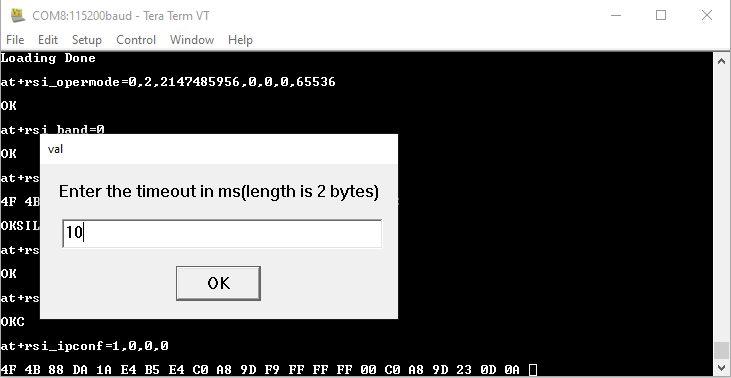 COM8:115200baud - Tera Term VT
File Edit Setup Control Window Help
Loading Done
at+rsi_opermode=0,2,2147485956,0,0,0,65536
OK
at+rsi_band=0
OK
val
at+rs
Enter the timeout in ms(length is 2 bytes)
4F 4B
OKSIL
10
at+rs
OK
OK
at+rs
OKC
at+rsi_ipconf=1,0,0,0
4F 4B 88 DA 1A E4 B5 E4 C0 A8 9D F9 FF FF FF 00 C0 A8 9D 23 0D 0A